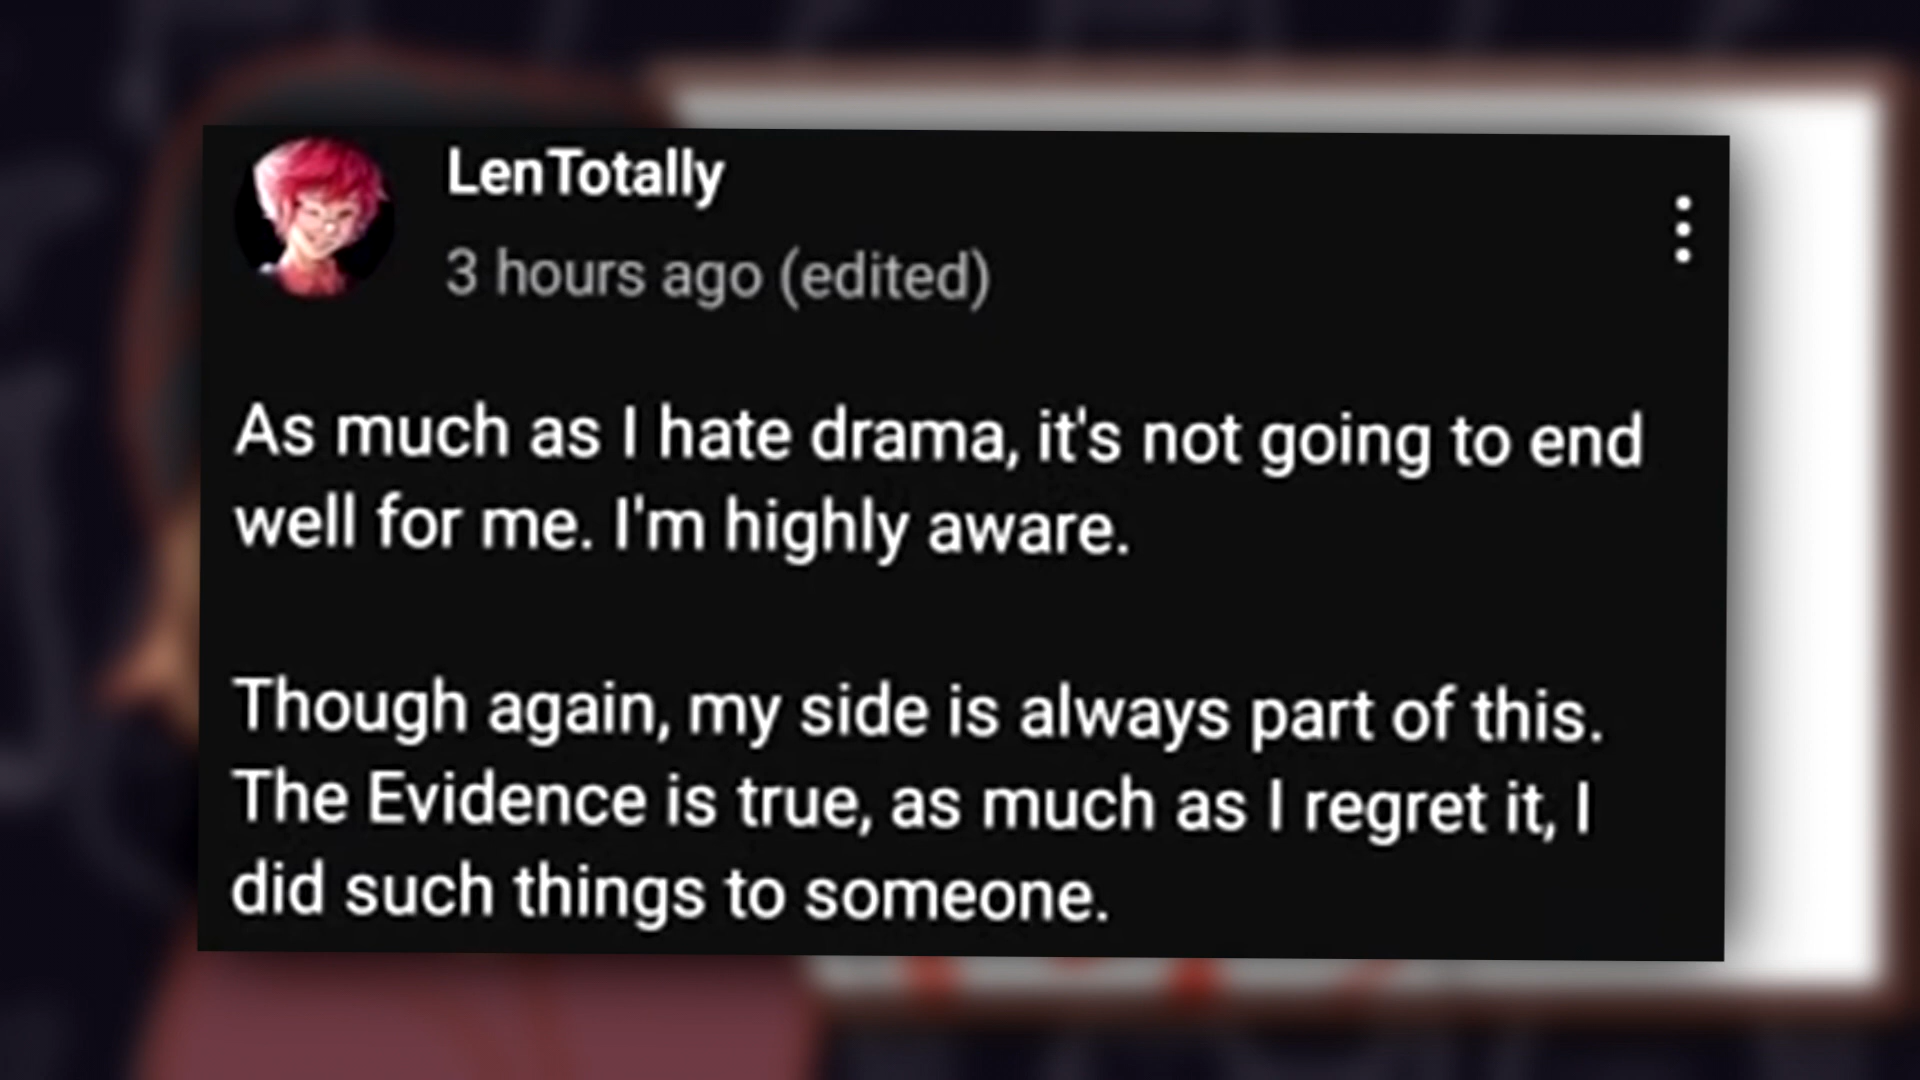 LenTotally
3 hours ago (edited)
As much as I hate drama, it's not going to end
well for me. I'm highly aware.
Though again, my side is always part of this.
The Evidence is true, as much as I regret it, I
did such things to someone.